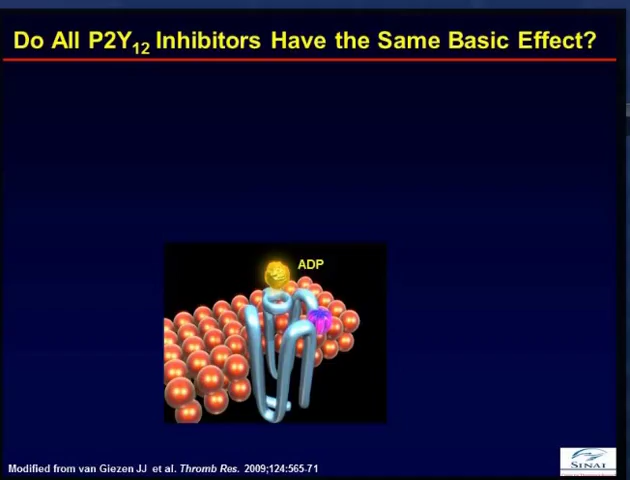 Do All P2Y12 Inhibitors Have the Same Basic Effect?
ADP
Modified from van Giezen JJ et al. Thromb Res. 2009;124:565-71
SINAI